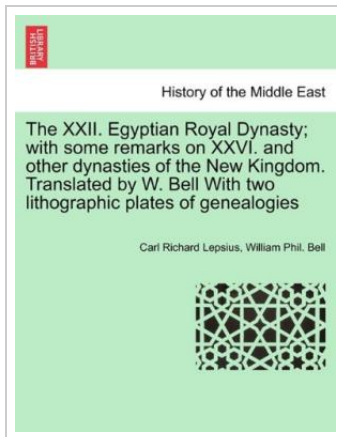 BRITISH
LIBRARY
History of the Middle East
The XXII. Egyptian Royal Dynasty;
with some remarks on XXVI. and
other dynasties of the New Kingdom.
Translated by W. Bell With two
lithographic plates of genealogies
Carl Richard Lepsius, William Phil. Bell